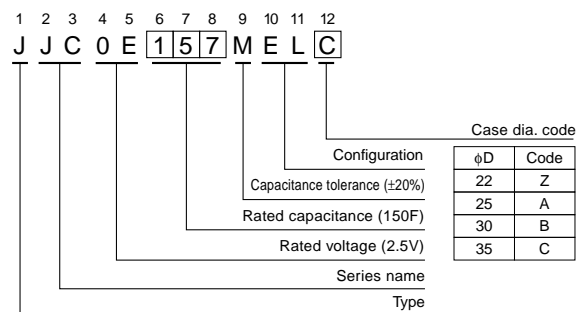 1 2 3 4 5 6 7 8 9 10 11 12
J J C 0 E 1 5 7 M E L C
Case dia. code
Configuration
φD Code
Capacitance tolerance (±20%)
22 Z
25 A
Rated capacitance (150F)
30 B
Rated voltage (2.5V)
35 C
Series name
Type